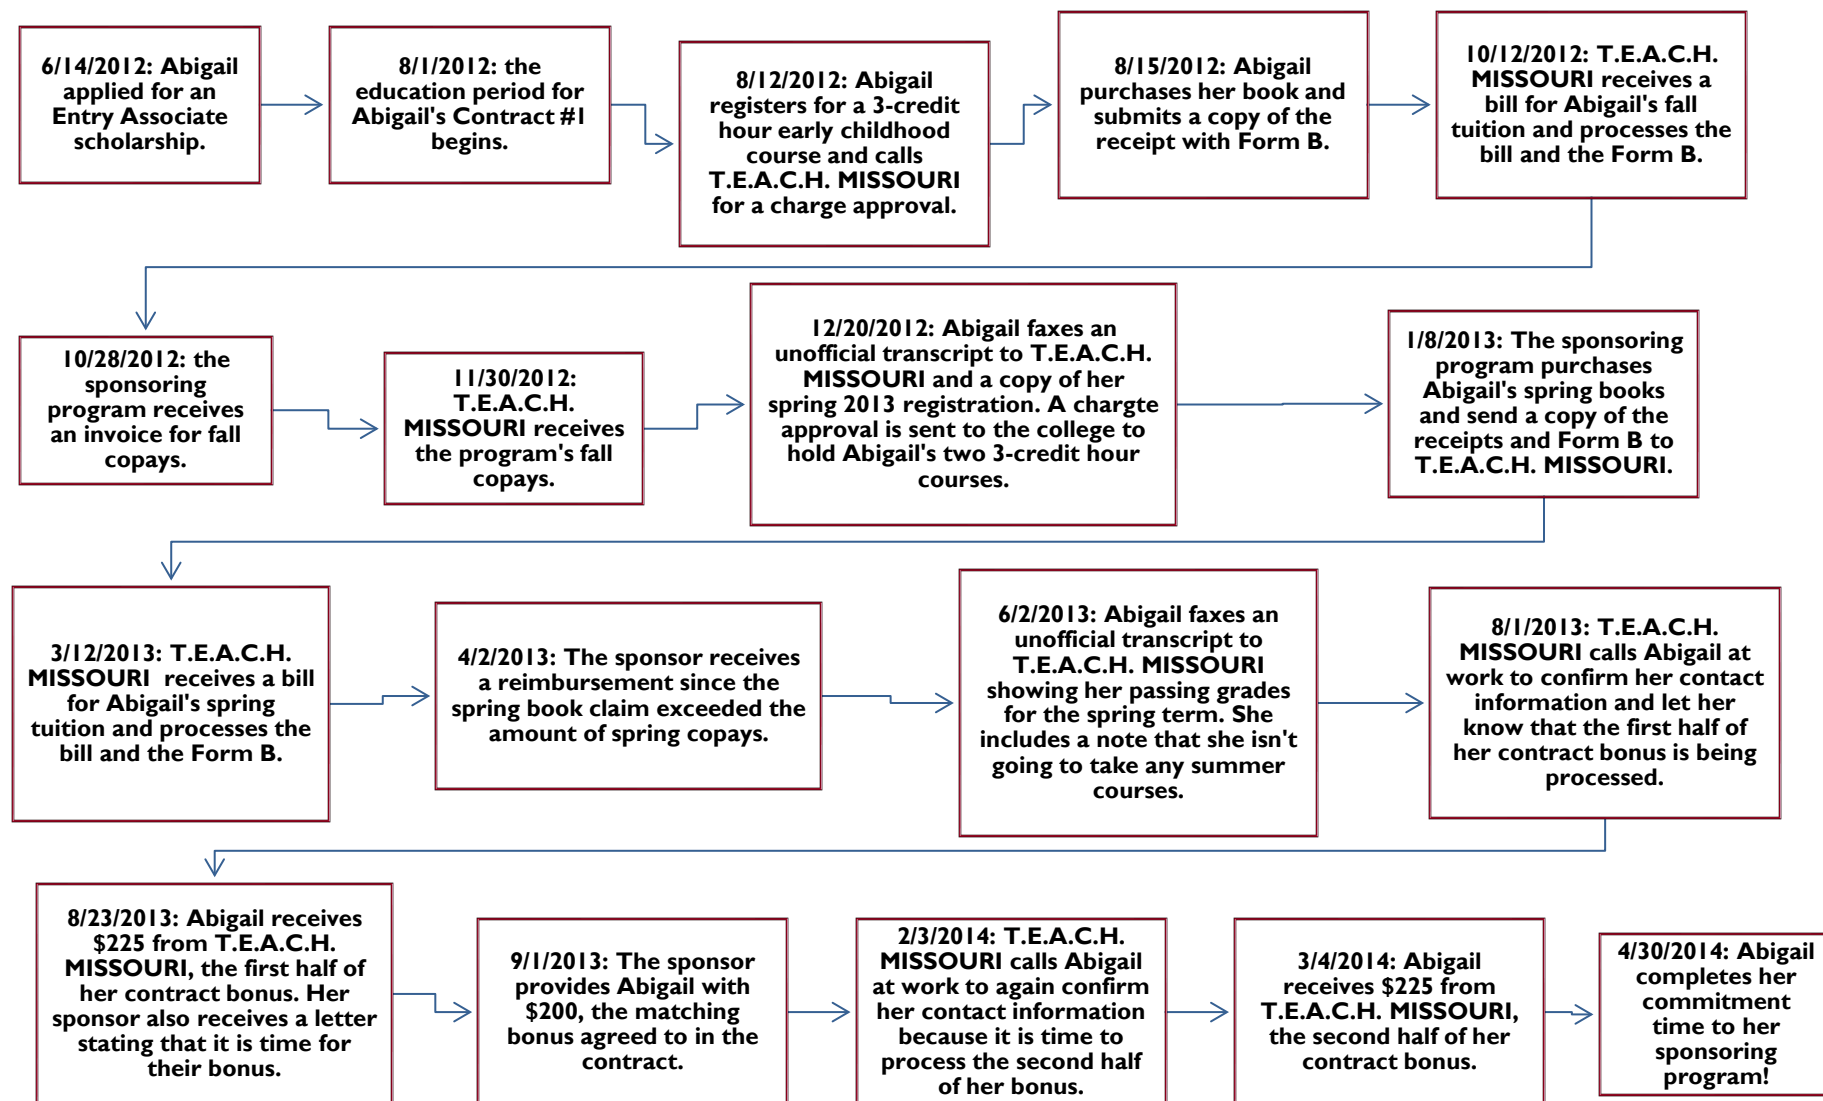 6/14/2012: Abigail
applied for an
Entry Associate
scholarship.
8/1/2012: the
education period for
Abigail's Contract #1
begins.
8/12/2012: Abigail
registers for a 3-credit
hour early childhood
course and calls
T.E.A.C.H. MISSOURI
for a charge approval.
8/15/2012: Abigail
purchases her book and
submits a copy of the
receipt with Form B.
10/12/2012: T.E.A.C.H.
MISSOURI receives a
bill for Abigail's fall
tuition and processes the
bill and the Form B.
10/28/2012: the
sponsoring
program receives
an invoice for fall
copays.
11/30/2012:
T.E.A.C.H.
MISSOURI receives
the program's fall
copays.
12/20/2012: Abigail faxes an
unofficial transcript to T.E.A.C.H.
MISSOURI and a copy of her
spring 2013 registration. A chargte
approval is sent to the college to
hold Abigail's two 3-credit hour
courses.
1/8/2013: The sponsoring
program purchases
Abigail's spring books
and send a copy of the
receipts and Form B to
T.E.A.C.H. MISSOURI.
3/12/2013: T.E.A.C.H.
MISSOURI receives a bill
for Abigail's spring
tuition and processes the
bill and the Form B.
4/2/2013: The sponsor receives
a reimbursement since the
spring book claim exceeded the
amount of spring copays.
6/2/2013: Abigail faxes an
unofficial transcript to
T.E.A.C.H. MISSOURI
showing her passing grades
for the spring term. She
includes a note that she isn't
going to take any summer
courses.
8/1/2013: T.E.A.C.H.
MISSOURI calls Abigail at
work to confirm her contact
information and let her
know that the first half of
her contract bonus is being
processed.
8/23/2013: Abigail receives
$225 from T.E.A.C.H.
MISSOURI, the first half of
her contract bonus. Her
sponsor also receives a letter
stating that it is time for
their bonus.
9/1/2013: The sponsor
provides Abigail with
$200, the matching
bonus agreed to in the
contract.
2/3/2014: T.E.A.C.H.
MISSOURI calls Abigail
at work to again confirm
her contact information
because it is time to
process the second half
of her bonus.
3/4/2014: Abigail
receives $225 from
T.E.A.C.H. MISSOURI,
the second half of her
contract bonus.
4/30/2014: Abigail
completes her
commitment
time to her
sponsoring
program!